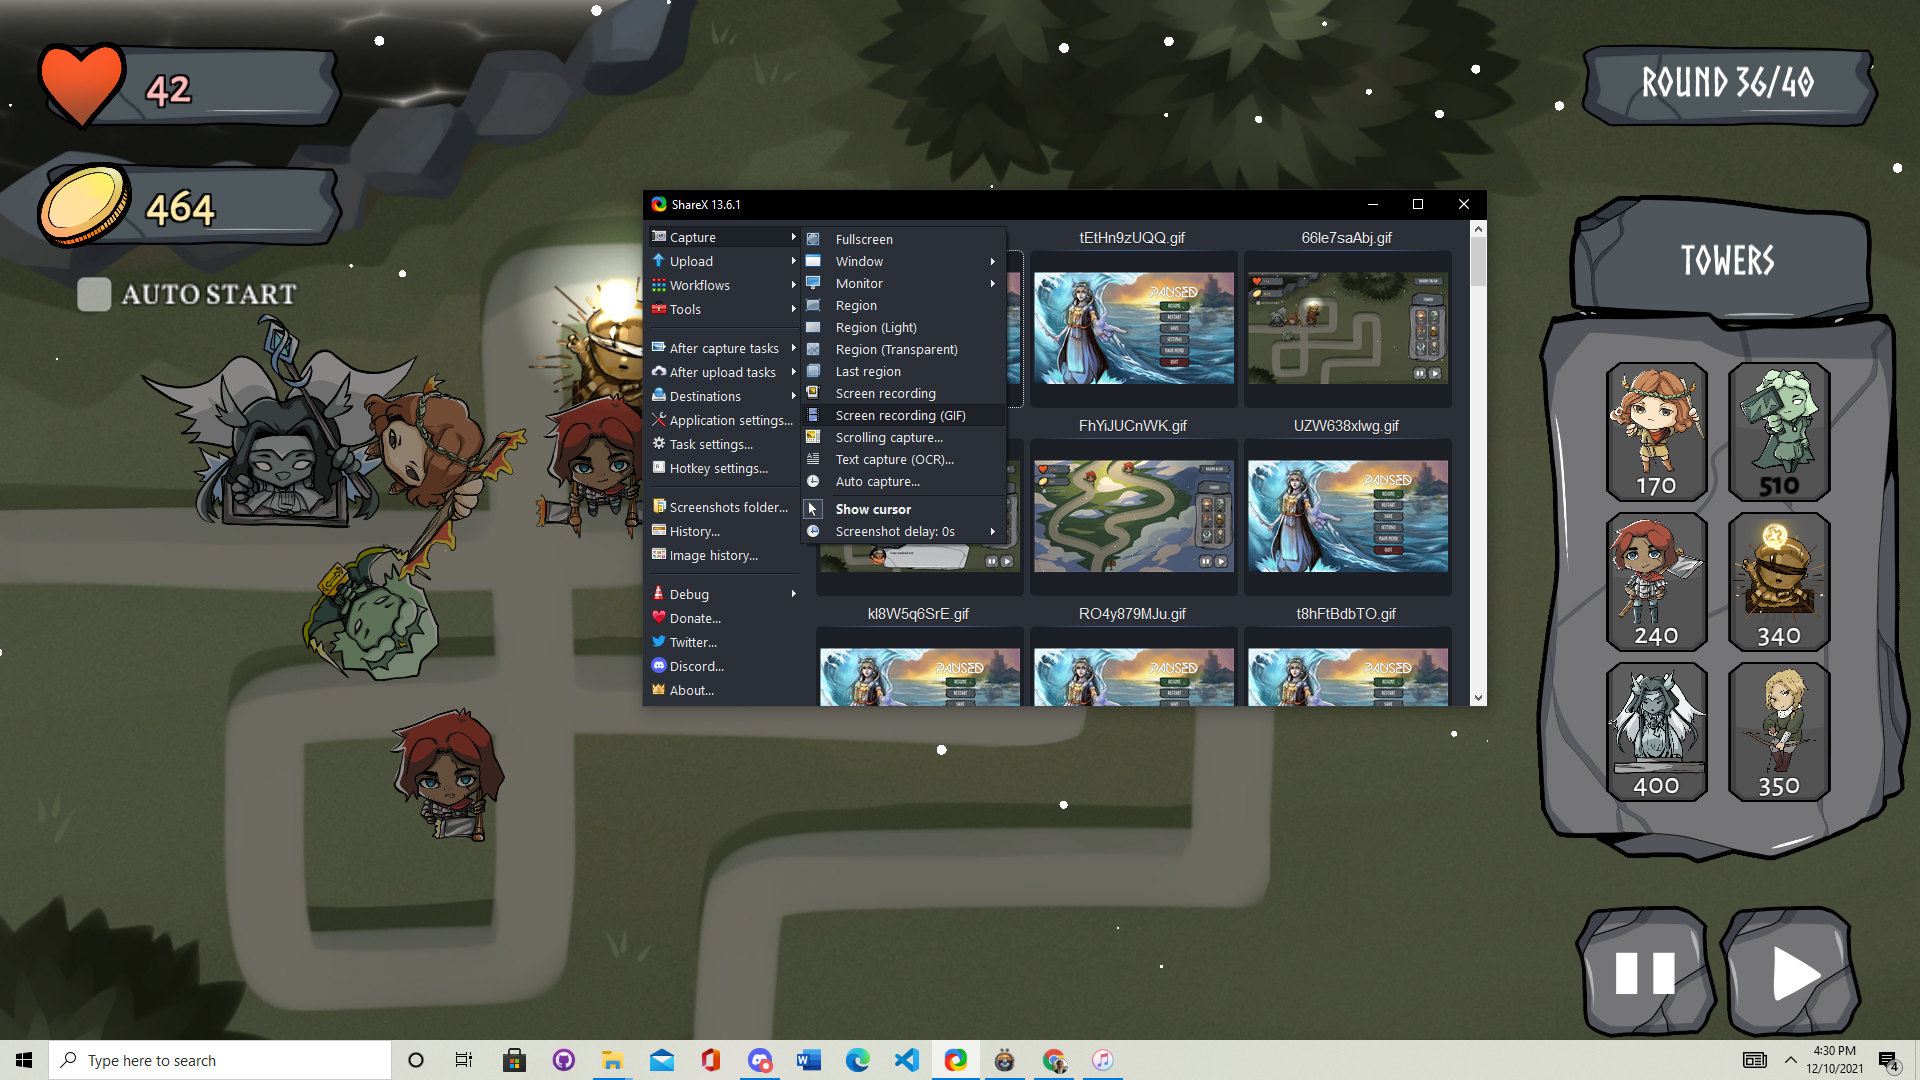 42
464
AUTO START
ROUND 36/40
TOWERS
170
510
240
340
400
350
ShareX 13.6.1
Capture
Upload
Workflows
Tools
After capture tasks
After upload tasks
Destinations
Application settings...
Task settings...
Hotkey settings...
Screenshots folder...
History...
Image history...
Debug
Donate...
Twitter...
Discord...
About...
Fullscreen
Window
Monitor
Region
Region (Light)
Region (Transparent)
Last region
Screen recording
Screen recording (GIF)
Scrolling capture...
Text capture (OCR)...
Auto capture...
Show cursor
Screenshot delay: 0s
tEtHn9zUQQ.gif
66le7saAbj.gif
PAUSED
FhYiJUCnWK.gif
UZW638xlwg.gif
PAUSED
kl8W5q6SrE.gif
RO4y879MJu.gif
t8hFtBdbTO.gif
PAUSED
PAUSED
PAUSED
Type here to search
4:30 PM
12/10/2021
4